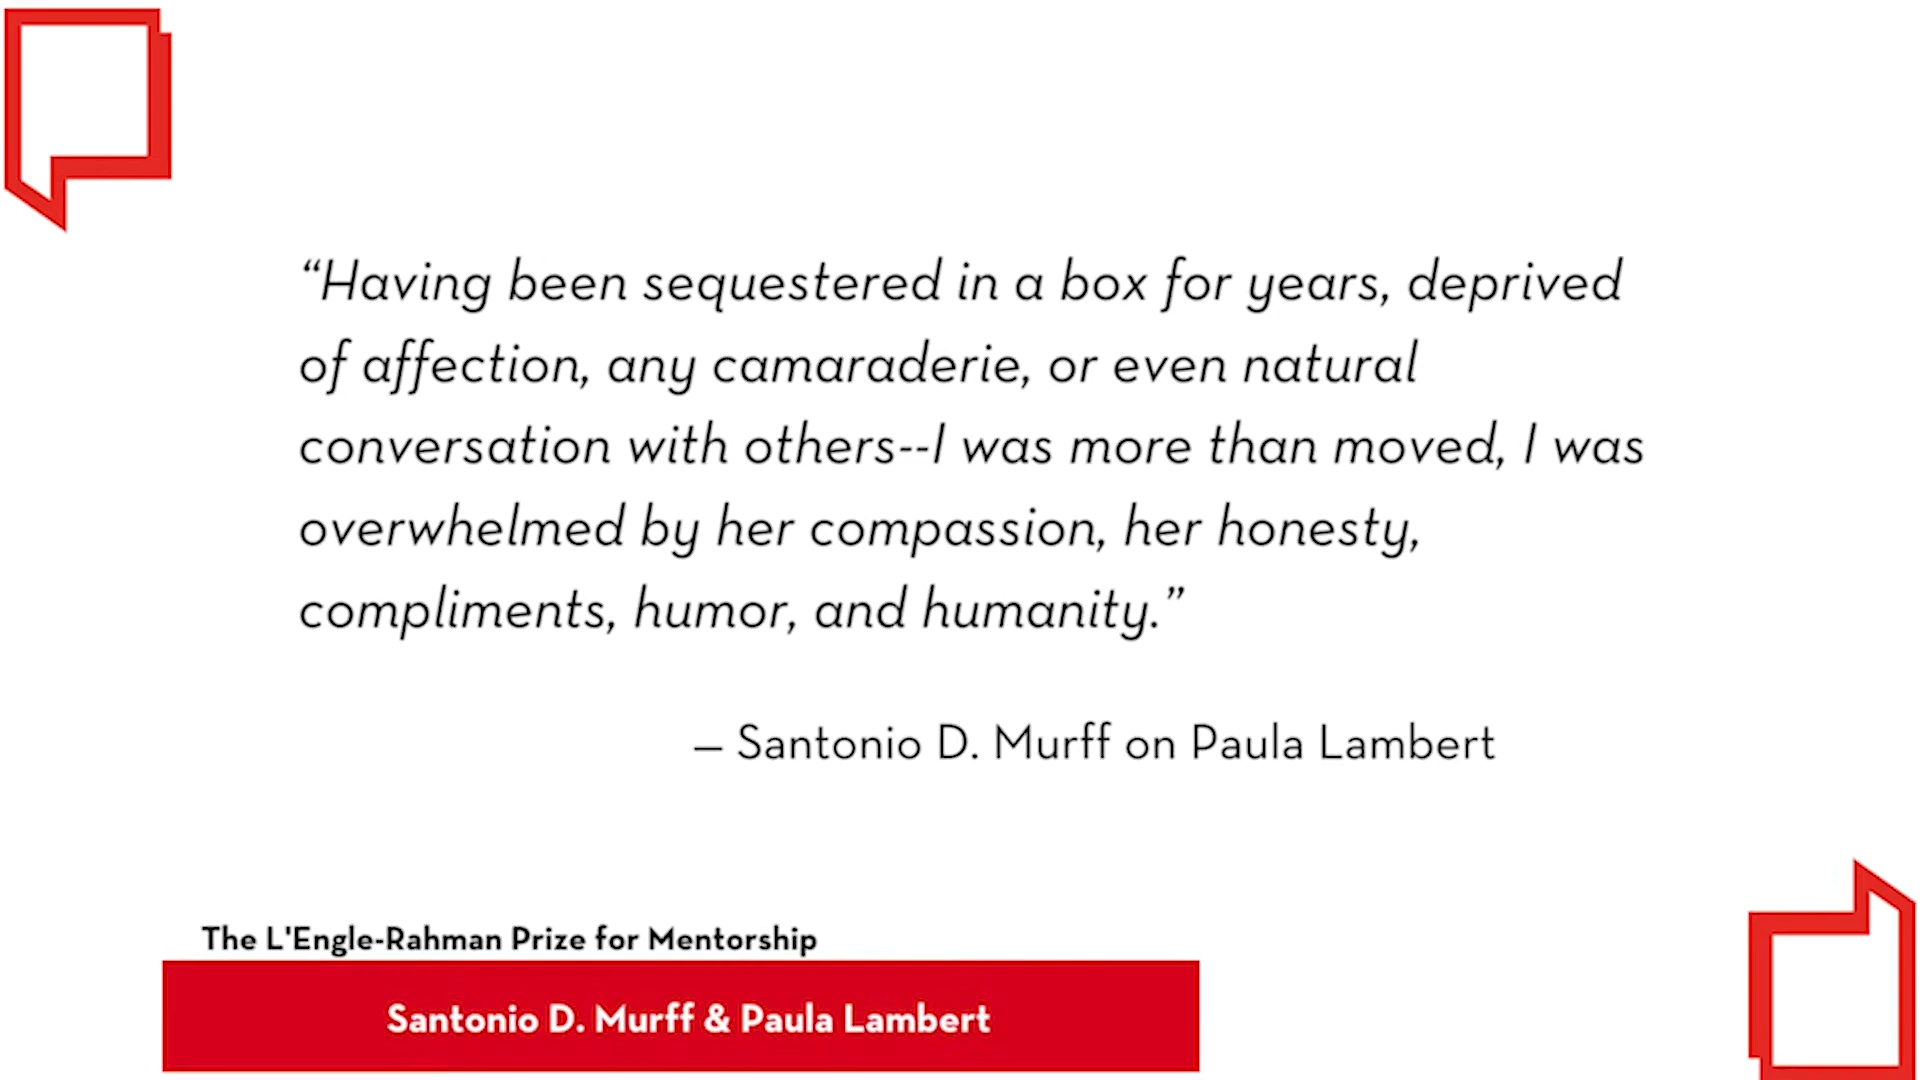 “Having been sequestered in a box for years, deprived
of affection, any camaraderie, or even natural
conversation with others--I was more than moved, I was
overwhelmed by her compassion, her honesty,
compliments, humor, and humanity.”
– Santonio D. Murff on Paula Lambert
The L'Engle-Rahman Prize for Mentorship
Santonio D. Murff & Paula Lambert